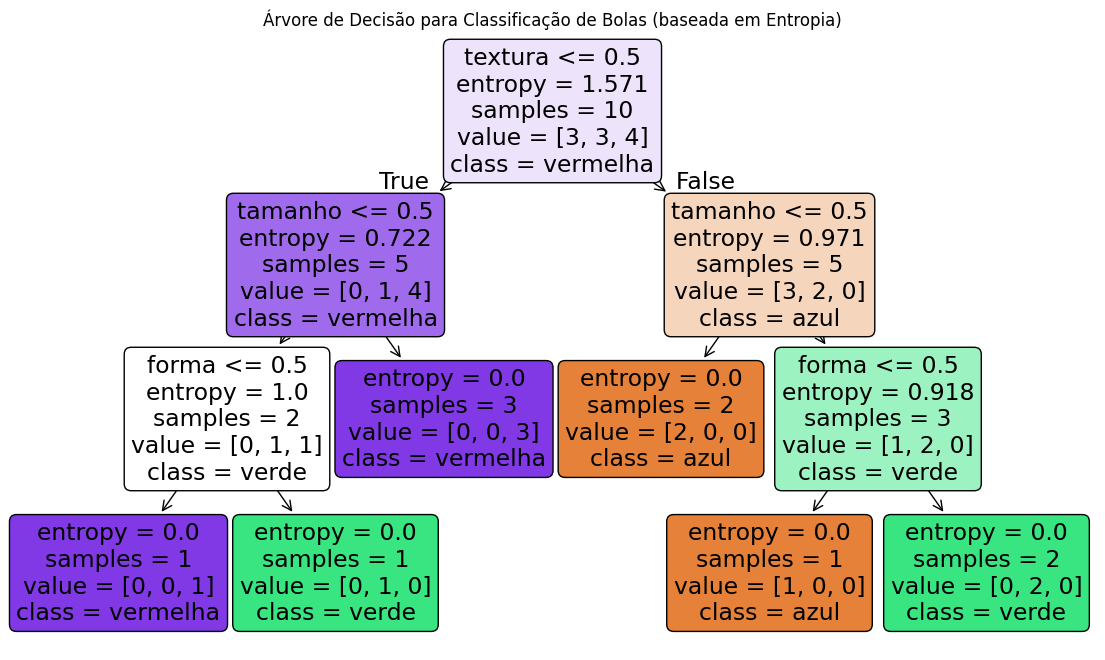 Árvore de Decisão para Classificação de Bolas (baseada em Entropia)
textura <= 0.5
entropy = 1.571
samples = 10
value = [3, 3, 4]
class = vermelha
True
False
tamanho <= 0.5
entropy = 0.722
samples = 5
value = [0, 1, 4]
class = vermelha
tamanho <= 0.5
entropy = 0.971
samples = 5
value = [3, 2, 0]
class = azul
forma <= 0.5
entropy = 1.0
samples = 2
value = [0, 1, 1]
class = verde
entropy = 0.0
samples = 3
value = [0, 0, 3]
class = vermelha
entropy = 0.0
samples = 2
value = [2, 0, 0]
class = azul
forma <= 0.5
entropy = 0.918
samples = 3
value = [1, 2, 0]
class = verde
entropy = 0.0
samples = 1
value = [0, 0, 1]
class = vermelha
entropy = 0.0
samples = 1
value = [0, 1, 0]
class = verde
entropy = 0.0
samples = 1
value = [1, 0, 0]
class = azul
entropy = 0.0
samples = 2
value = [0, 2, 0]
class = verde